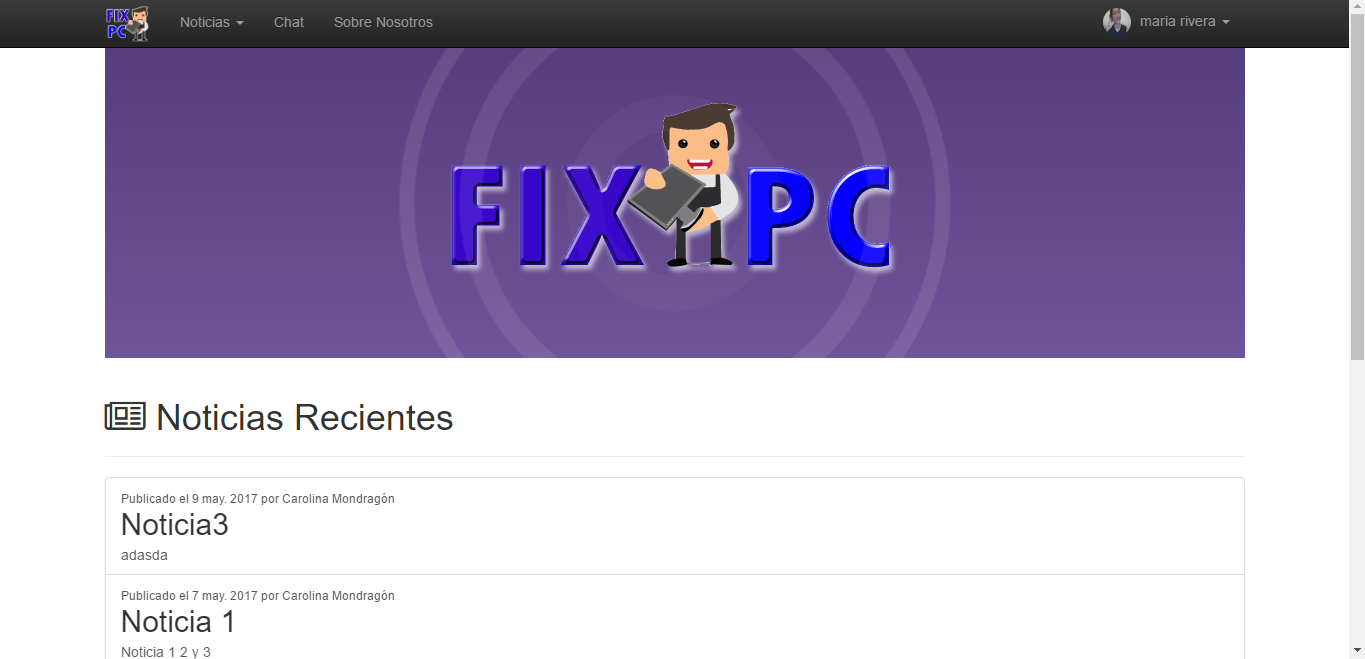 FIX PC
Noticias
Chat
Sobre Nosotros
maria rivera
FIX PC
Noticias Recientes
Publicado el 9 may. 2017 por Carolina Mondragón
Noticia3
adasda
Publicado el 7 may. 2017 por Carolina Mondragón
Noticia 1
Noticia 1 2 y 3